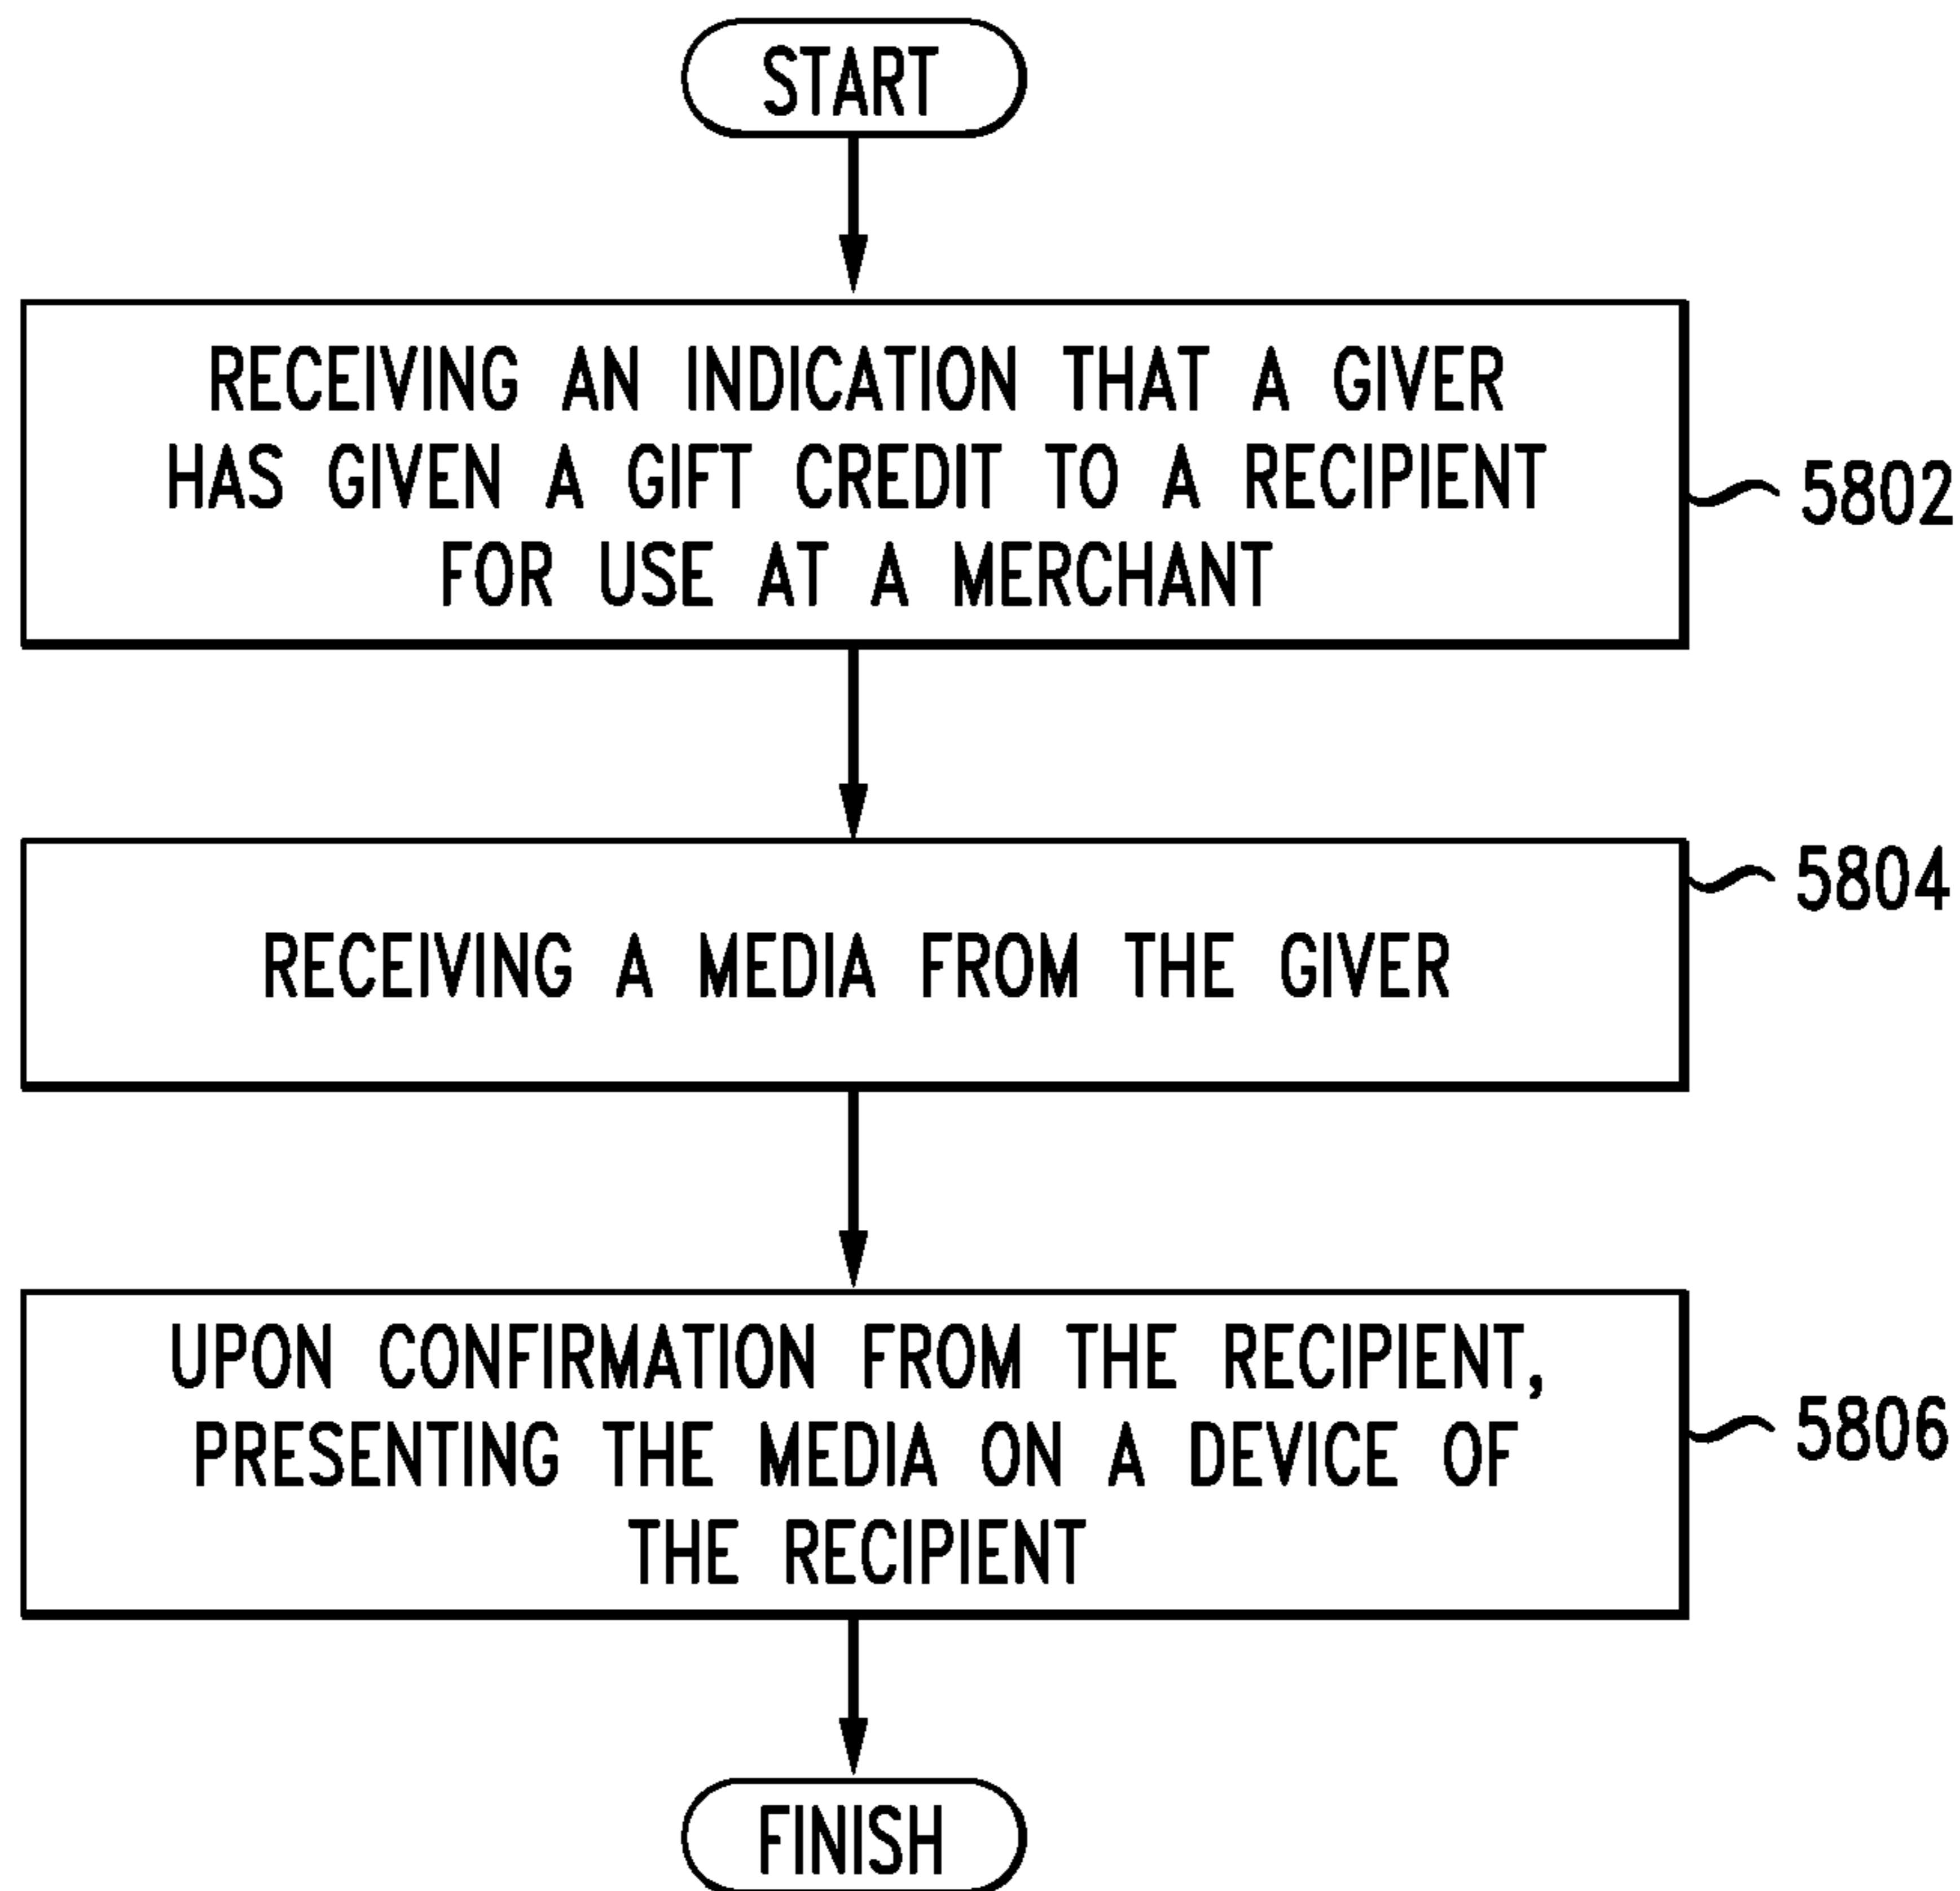 START
RECEIVING AN INDICATION THAT A GIVER
HAS GIVEN A GIFT CREDIT TO A RECIPIENT
FOR USE AT A MERCHANT
5802
RECEIVING A MEDIA FROM THE GIVER
5804
UPON CONFIRMATION FROM THE RECIPIENT,
PRESENTING THE MEDIA ON A DEVICE OF
THE RECIPIENT
5806
FINISH